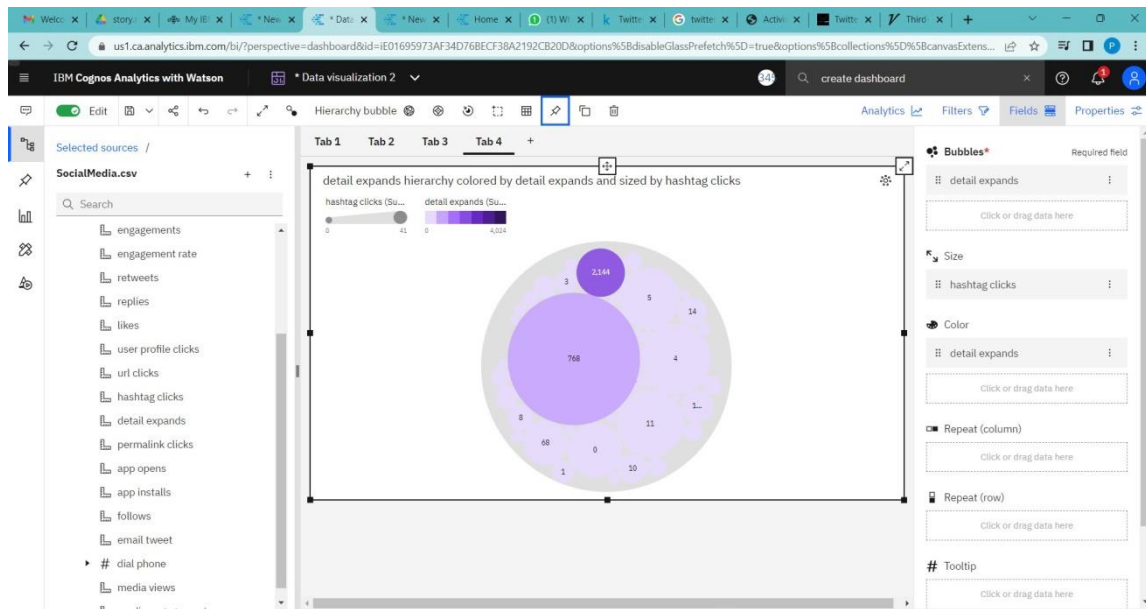 Welco
story.
My IB
* New
* Data
* New
Home
(1) W
Twitte
twitte
Activi
Twitte
Third
us1.ca.analytics.ibm.com/bi/?perspective=dashboard&id=iE01695973AF34D76BECF38A2192CB20D&options%5BdisableGlassPrefetch%5D=true&options%5Bcollections%5D%5BcanvasExtens...
P
IBM Cognos Analytics with Watson
* Data visualization 2
create dashboard
Edit
Hierarchy bubble
Analytics
Filters
Fields
Properties
Selected sources /
SocialMedia.csv
Search
engagements
engagement rate
retweets
replies
likes
user profile clicks
url clicks
hashtag clicks
detail expands
permalink clicks
app opens
app installs
follows
email tweet
# dial phone
media views
Tab 1 Tab 2 Tab 3 Tab 4 +
detail expands hierarchy colored by detail expands and sized by hashtag clicks
hashtag clicks (Su...
detail expands (Su...
0 41
0 4,024
2,144
3
5
14
768
4
1...
8
11
68
0
1
10
Bubbles* Required field
detail expands
Click or drag data here
Size
hashtag clicks
Color
detail expands
Click or drag data here
Repeat (column)
Click or drag data here
Repeat (row)
Click or drag data here
# Tooltip
Click or drag data here